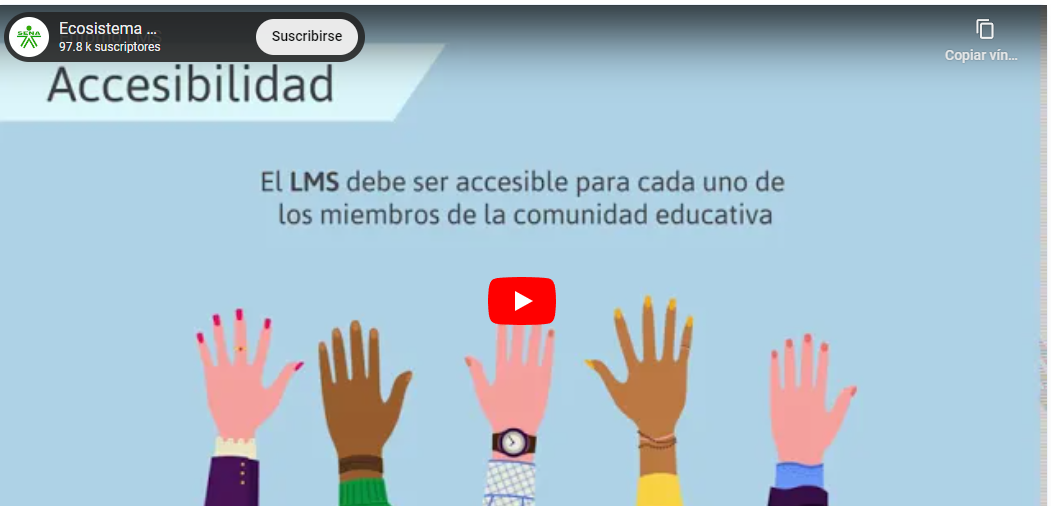 SENA
Ecosistema ...
97.8 k suscriptores
Suscribirse
Copiar vín...
Accesibilidad
El LMS debe ser accesible para cada uno de
los miembros de la comunidad educativa